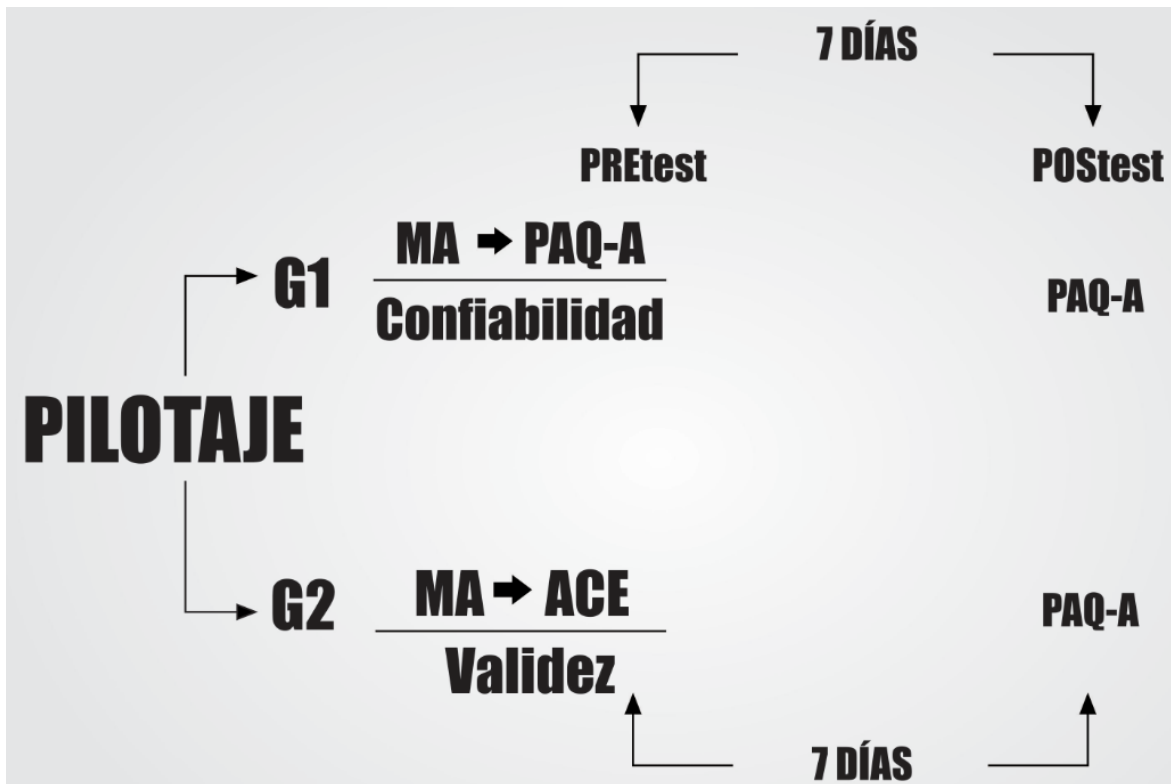 7 DÍAS
PREtest POStest
MA ➡ PAQ-A
G1 PAQ-A
Confiabilidad
PILOTAJE
MA ➡ ACE
G2 PAQ-A
Validez
7 DÍAS